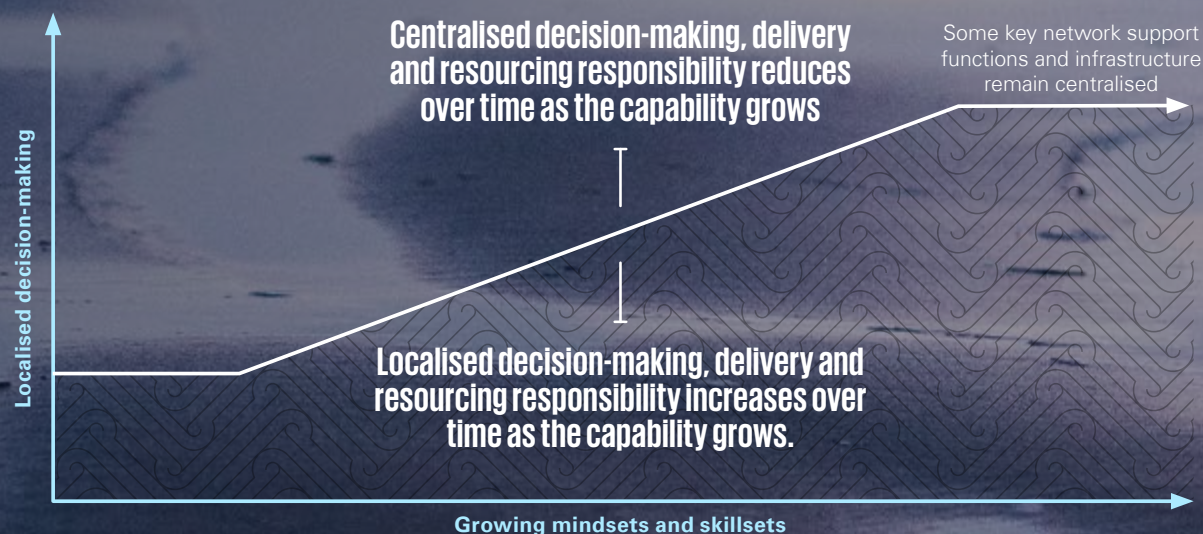 Centralised decision-making, delivery
and resourcing responsibility reduces
over time as the capability grows
Some key network support
functions and infrastructure
remain centralised
Localised decision-making
Localised decision-making, delivery and
resourcing responsibility increases over
time as the capability grows.
Growing mindsets and skillsets